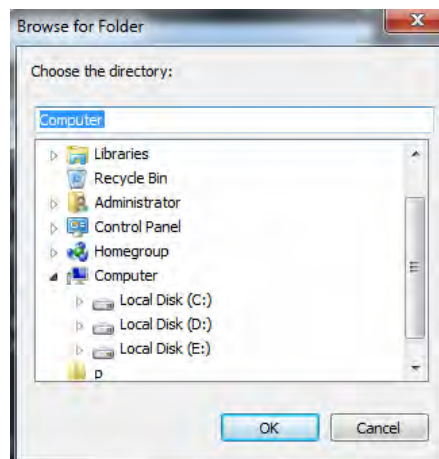 Browse for Folder
Choose the directory:
Computer
Libraries
Recycle Bin
Administrator
Control Panel
Homegroup
Computer
Local Disk (C:)
Local Disk (D:)
Local Disk (E:)
p
OK
Cancel